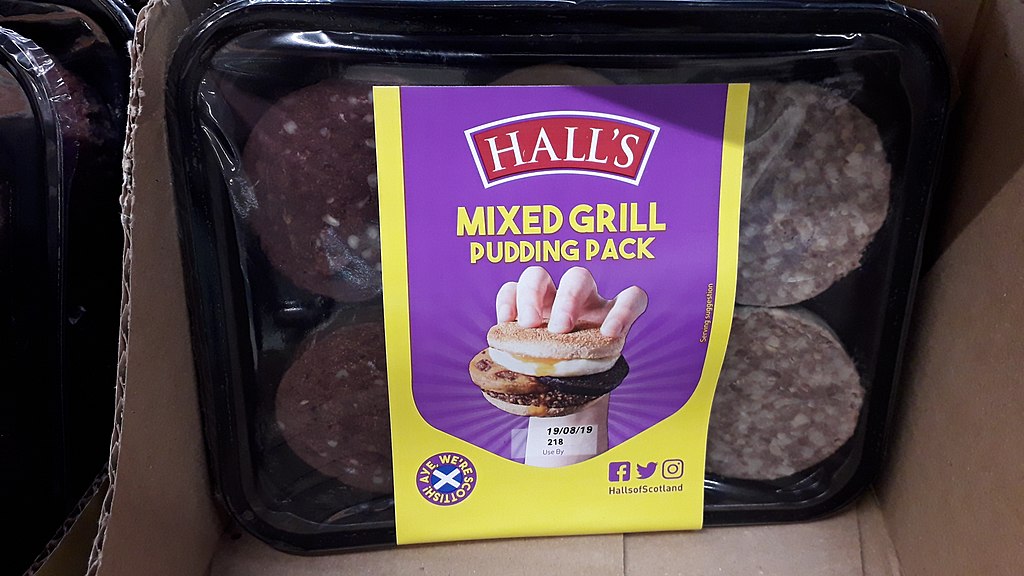 HALL'S
MIXED GRILL
PUDDING PACK
Serving suggestion
19/08/19
218
Use By
AYE, WE'RE SCOTTISH!
HallsofScotland